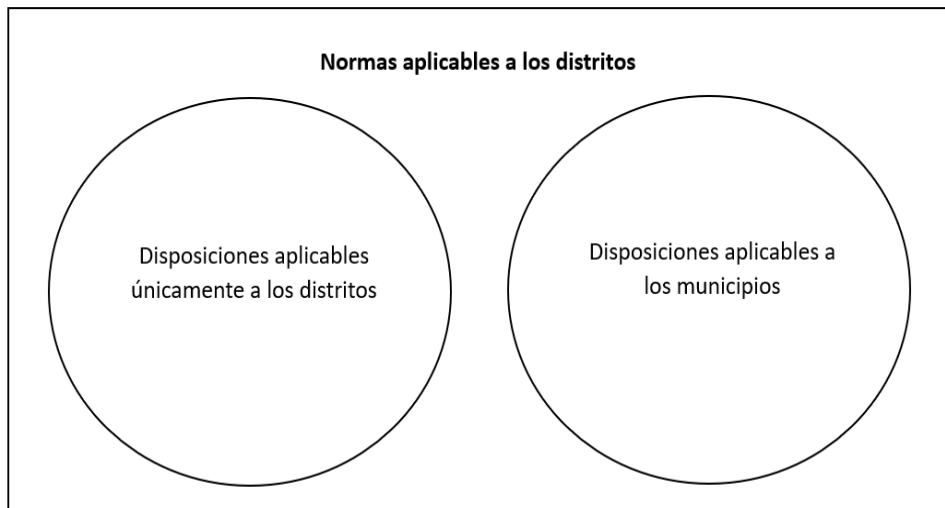 Normas aplicables a los distritos
Disposiciones aplicables
únicamente a los distritos
Disposiciones aplicables a
los municipios